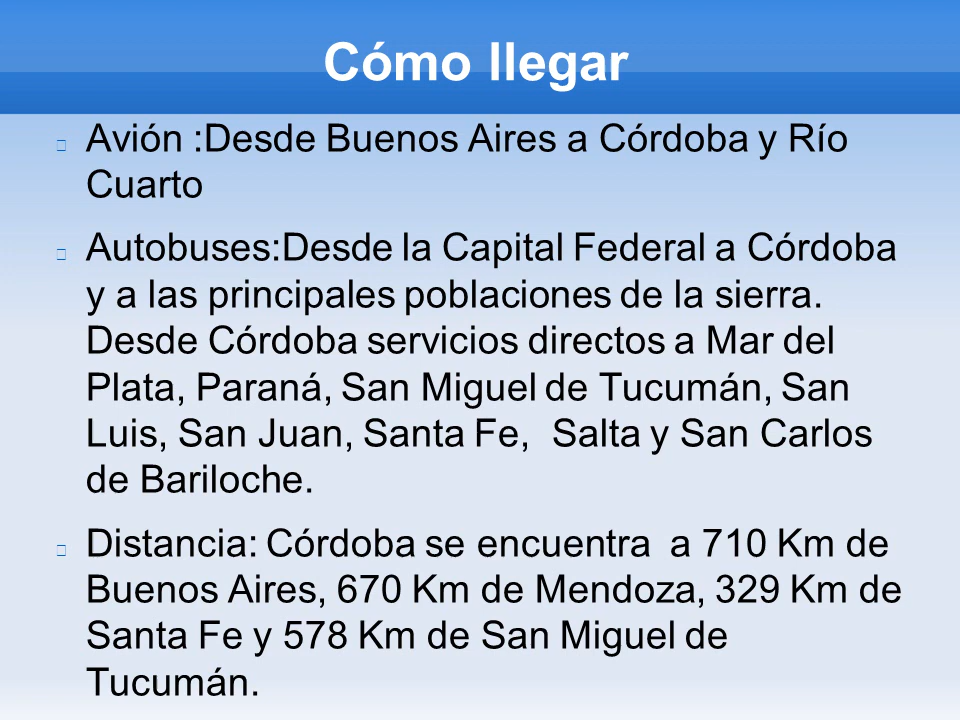 Cómo llegar
Avión :Desde Buenos Aires a Córdoba y Río
Cuarto
Autobuses:Desde la Capital Federal a Córdoba
y a las principales poblaciones de la sierra.
Desde Córdoba servicios directos a Mar del
Plata, Paraná, San Miguel de Tucumán, San
Luis, San Juan, Santa Fe,  Salta y San Carlos
de Bariloche.
Distancia: Córdoba se encuentra  a 710 Km de
Buenos Aires, 670 Km de Mendoza, 329 Km de
Santa Fe y 578 Km de San Miguel de
Tucumán.